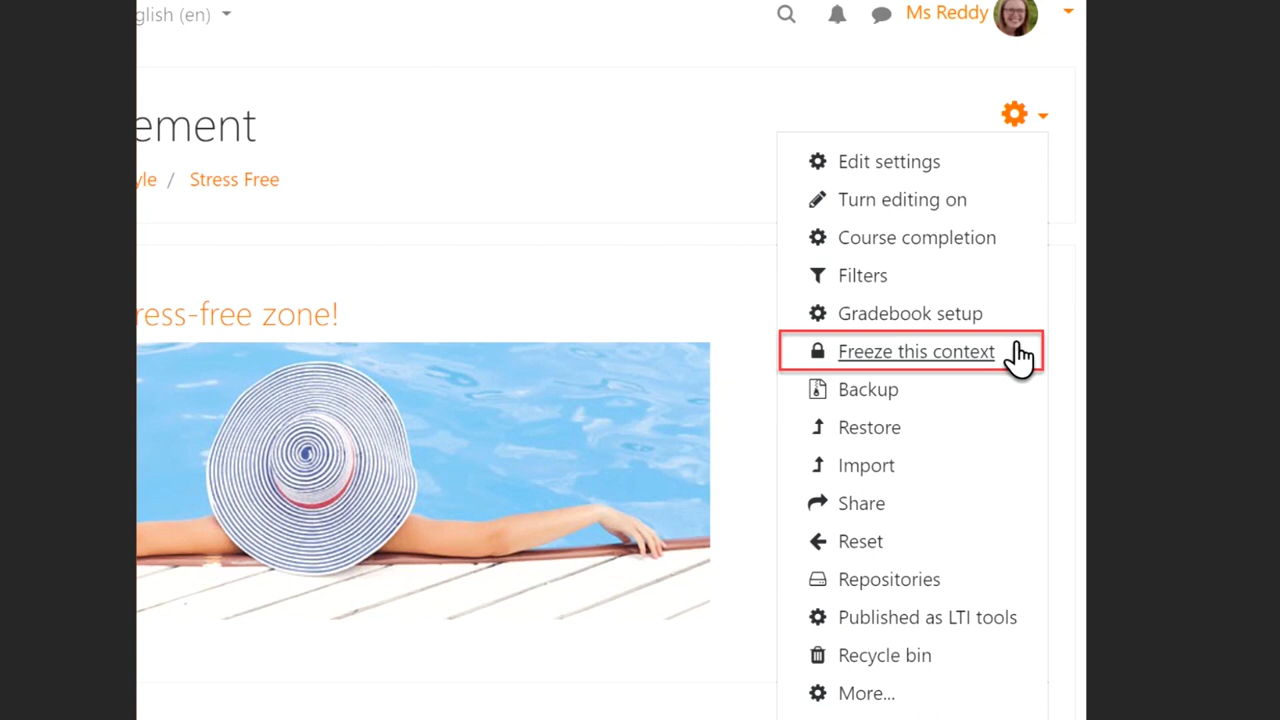 glish (en)
Ms Reddy
ement
yle / Stress Free
ress-free zone!
Edit settings
Turn editing on
Course completion
Filters
Gradebook setup
Freeze this context
Backup
Restore
Import
Share
Reset
Repositories
Published as LTI tools
Recycle bin
More...